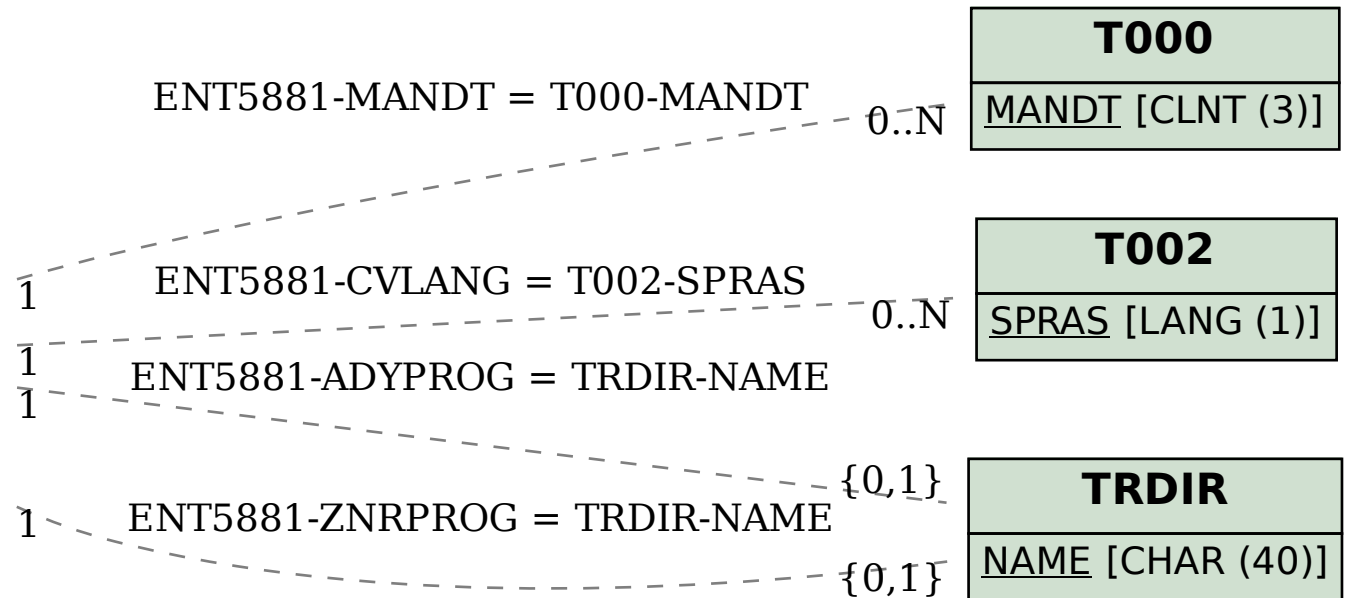 T000
ENT5881-MANDT = T000-MANDT
0..N
MANDT [CLNT (3)]
1
T002
ENT5881-CVLANG = T002-SPRAS
0..N
SPRAS [LANG (1)]
1
ENT5881-ADYPROG = TRDIR-NAME
1
{0,1}
TRDIR
ENT5881-ZNRPROG = TRDIR-NAME
1
{0,1}
NAME [CHAR (40)]